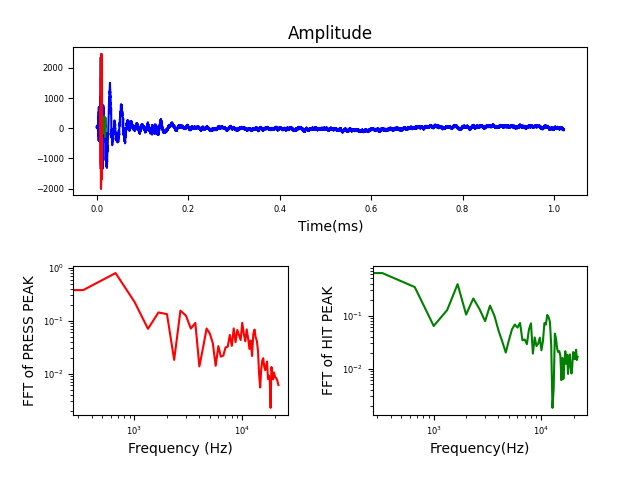 Amplitude
2000
1000
0
−1000
−2000
0.0 0.2 0.4 0.6 0.8 1.0
Time(ms)
FFT of PRESS PEAK
10⁰
10⁻¹
10⁻²
10³ 10⁴
Frequency (Hz)
FFT of HIT PEAK
10⁻¹
10⁻²
10³ 10⁴
Frequency(Hz)